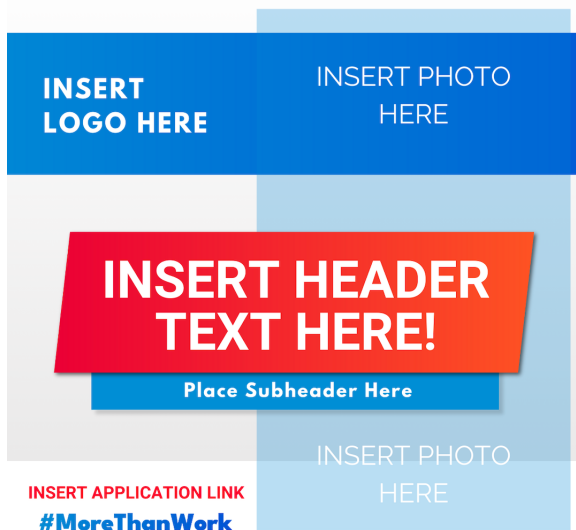 INSERT
LOGO HERE
INSERT PHOTO
HERE
INSERT HEADER
TEXT HERE!
Place Subheader Here
INSERT PHOTO
HERE
INSERT APPLICATION LINK
#MoreThanWork